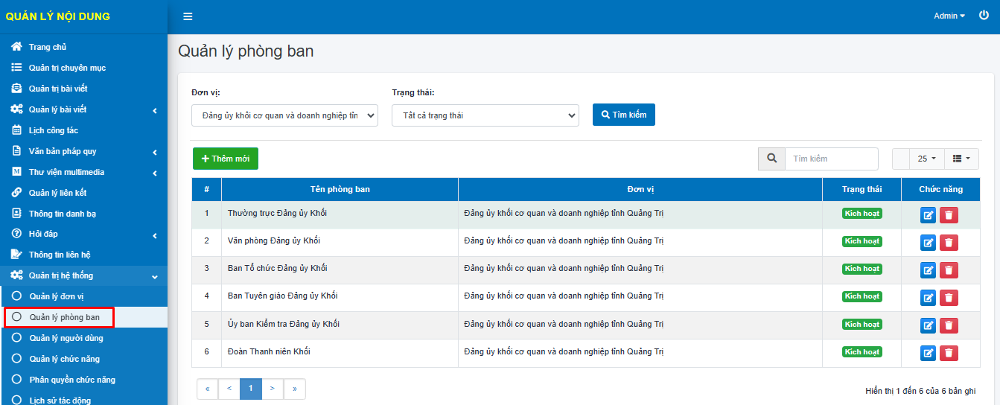 QUẢN LÝ NỘI DUNG
Admin
Trang chủ
Quản trị chuyên mục
Quản trị bài viết
Quản lý bài viết
Lịch công tác
Văn bản pháp quy
M Thư viện multimedia
Quản lý liên kết
Thông tin danh bạ
Hỏi đáp
Thông tin liên hệ
Quản trị hệ thống
Quản lý đơn vị
Quản lý phòng ban
Quản lý người dùng
Quản lý chức năng
Phân quyền chức năng
Lịch sử tác động
Quản lý phòng ban
Đơn vị: Trạng thái:
Đảng ủy khối cơ quan và doanh nghiệp tỉn Tất cả trạng thái Tìm kiếm
Thêm mới Tìm kiếm 25
# Tên phòng ban Đơn vị Trạng thái Chức năng
1 Thường trực Đảng ủy Khối Đảng ủy khối cơ quan và doanh nghiệp tỉnh Quảng Trị Kích hoạt
2 Văn phòng Đảng ủy Khối Đảng ủy khối cơ quan và doanh nghiệp tỉnh Quảng Trị Kích hoạt
3 Ban Tổ chức Đảng ủy Khối Đảng ủy khối cơ quan và doanh nghiệp tỉnh Quảng Trị Kích hoạt
4 Ban Tuyên giáo Đảng ủy Khối Đảng ủy khối cơ quan và doanh nghiệp tỉnh Quảng Trị Kích hoạt
5 Ủy ban Kiểm tra Đảng ủy Khối Đảng ủy khối cơ quan và doanh nghiệp tỉnh Quảng Trị Kích hoạt
6 Đoàn Thanh niên Khối Đảng ủy khối cơ quan và doanh nghiệp tỉnh Quảng Trị Kích hoạt
« < 1 > »
Hiển thị 1 đến 6 của 6 bản ghi